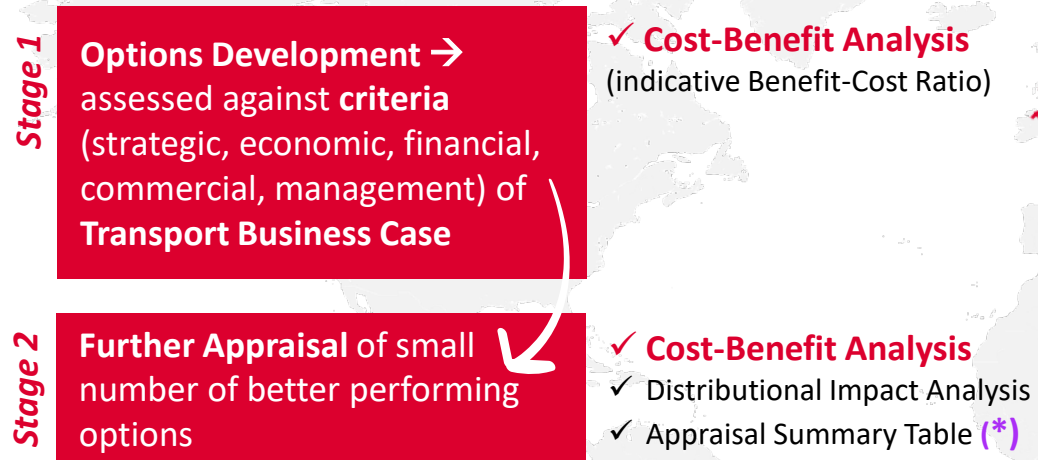 Stage 1
Options Development →
assessed against criteria
(strategic, economic, financial,
commercial, management) of
Transport Business Case
✓ Cost-Benefit Analysis
(indicative Benefit-Cost Ratio)
Stage 2
Further Appraisal of small
number of better performing
options
✓ Cost-Benefit Analysis
✓ Distributional Impact Analysis
✓ Appraisal Summary Table (*)